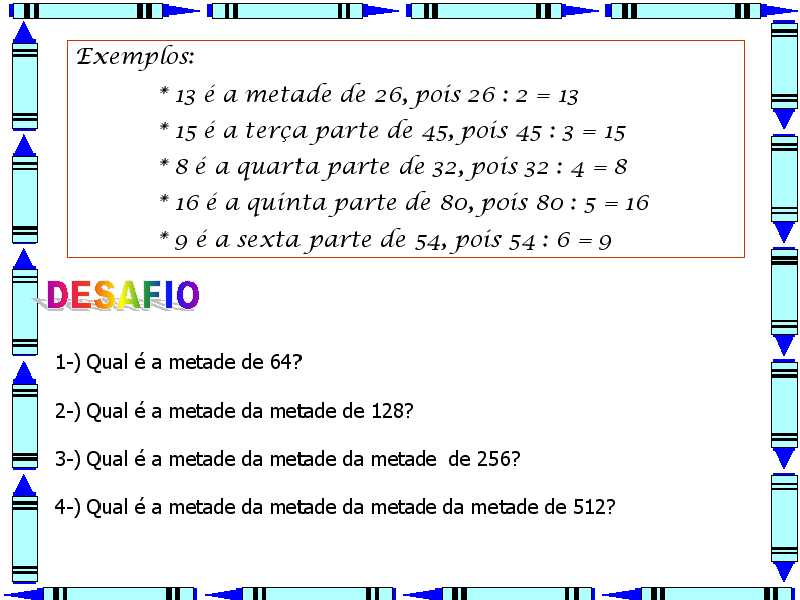 Exemplos:
* 13 é a metade de 26, pois 26 : 2 = 13
* 15 é a terça parte de 45, pois 45 : 3 = 15
* 8 é a quarta parte de 32, pois 32 : 4 = 8
* 16 é a quinta parte de 80, pois 80 : 5 = 16
* 9 é a sexta parte de 54, pois 54 : 6 = 9
DESAFIO
1-) Qual é a metade de 64?
2-) Qual é a metade da metade de 128?
3-) Qual é a metade da metade da metade  de 256?
4-) Qual é a metade da metade da metade da metade de 512?